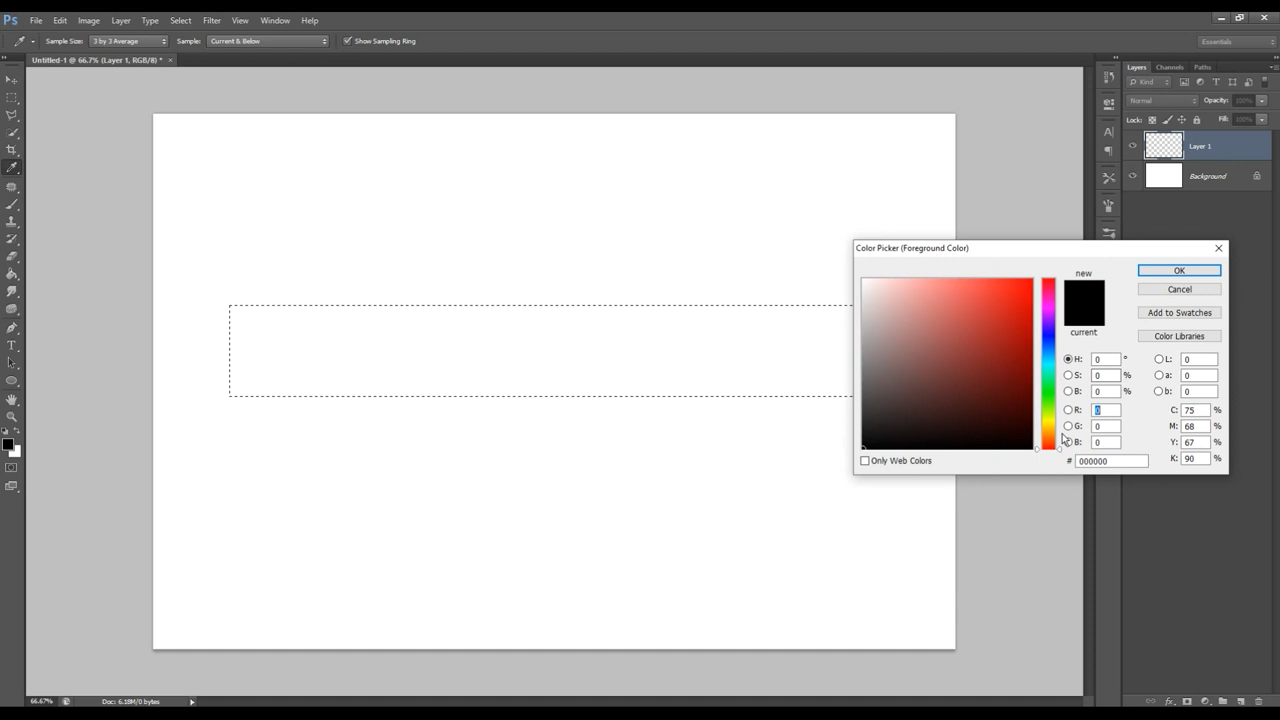 Ps File Edit Image Layer Type Select Filter View Window Help
Sample Size: 3 by 3 Average Sample: Current & Below Show Sampling Ring Essentials
Untitled-1 @ 66.7% (Layer 1, RGB/8) * ×
Layers Channels Paths
Kind
Normal Opacity: 100%
Lock: Fill: 100%
Layer 1
Background
Color Picker (Foreground Color)
new
current
OK
Cancel
Add to Swatches
Color Libraries
H: 0 ° L: 0
S: 0 % a: 0
B: 0 % b: 0
R: 0 C: 75 %
G: 0 M: 68 %
B: 0 Y: 67 %
# 000000 K: 90 %
Only Web Colors
66.67% Doc: 6.18M/0 bytes